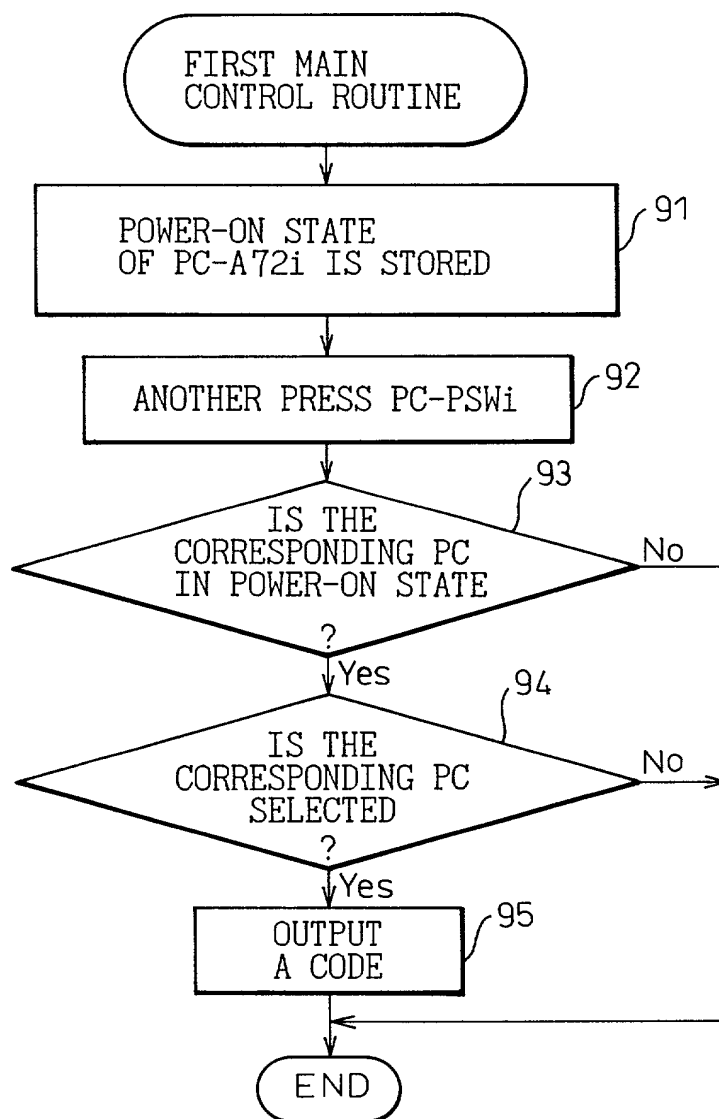 FIRST MAIN
CONTROL ROUTINE
91
POWER-ON STATE
OF PC-A72i IS STORED
92
ANOTHER PRESS PC-PSWi
93
IS THE
CORRESPONDING PC
IN POWER-ON STATE
?
No
Yes
94
IS THE
CORRESPONDING PC
SELECTED
?
No
Yes
95
OUTPUT
A CODE
END